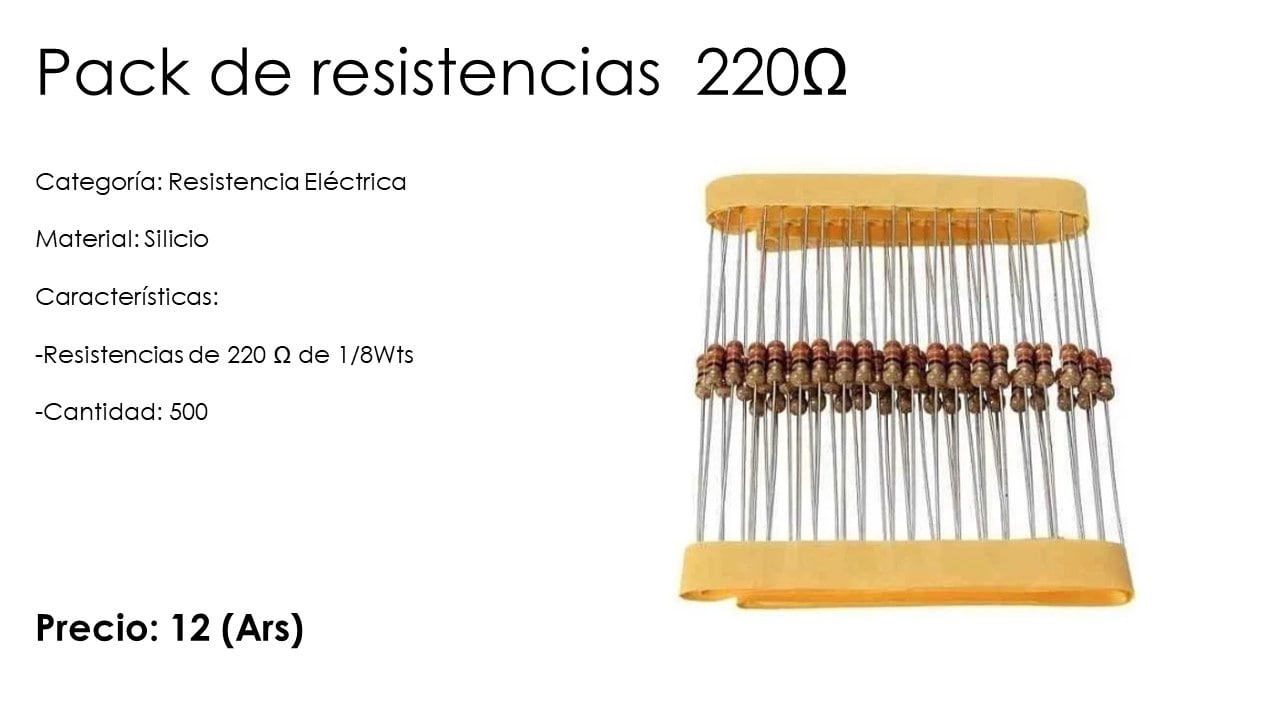 Pack de resistencias  220Ω
Categoría: Resistencia Eléctrica
Material: Silicio
Características:
-Resistencias de 220 Ω de 1/8Wts
-Cantidad: 500
Precio: 12 (Ars)